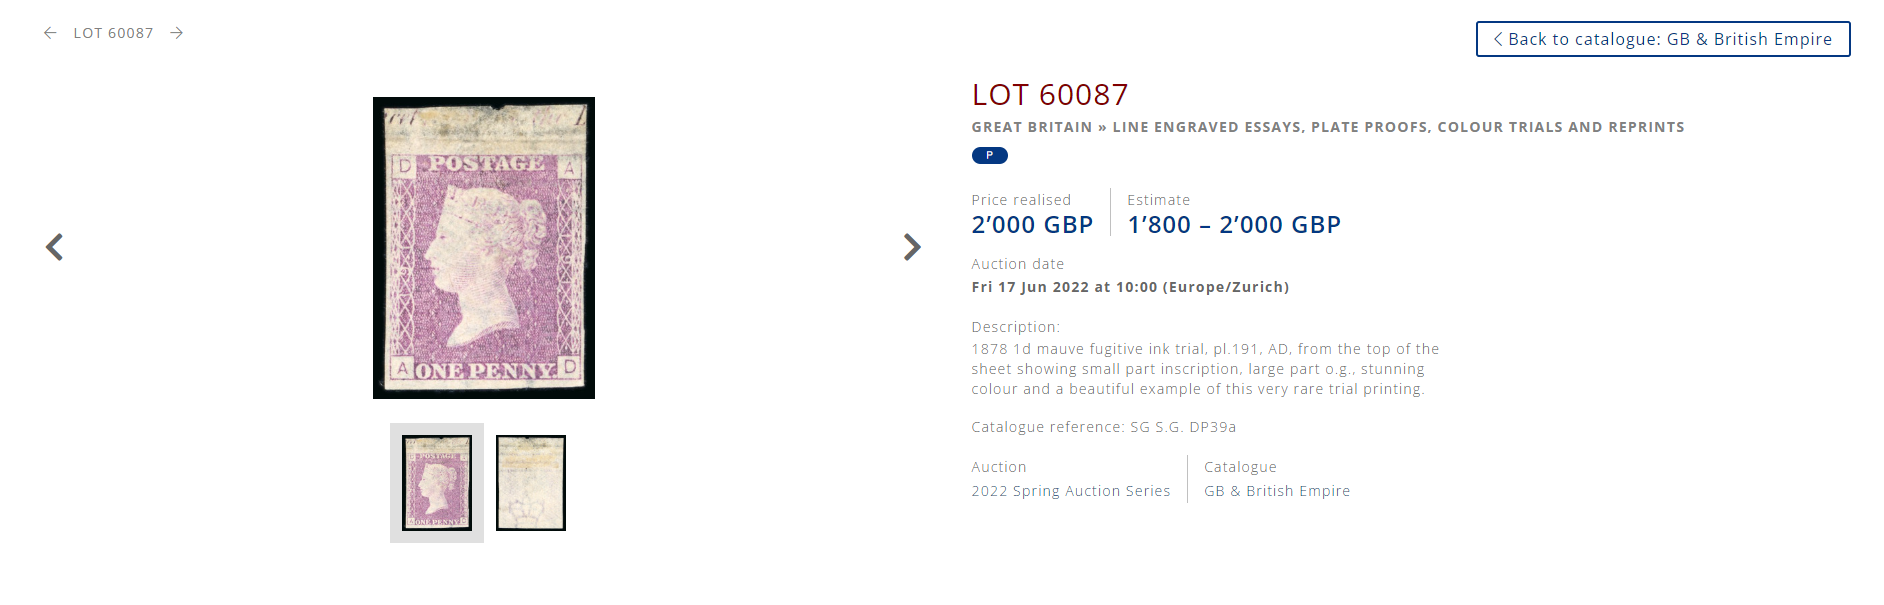 LOT 60087
Back to catalogue: GB & British Empire
D POSTAGE A
A ONE PENNY. D
LOT 60087
GREAT BRITAIN » LINE ENGRAVED ESSAYS, PLATE PROOFS, COLOUR TRIALS AND REPRINTS
P
Price realised
2’000 GBP
Estimate
1’800 – 2’000 GBP
Auction date
Fri 17 Jun 2022 at 10:00 (Europe/Zurich)
Description:
1878 1d mauve fugitive ink trial, pl.191, AD, from the top of the
sheet showing small part inscription, large part o.g., stunning
colour and a beautiful example of this very rare trial printing.
Catalogue reference: SG S.G. DP39a
Auction
2022 Spring Auction Series
Catalogue
GB & British Empire